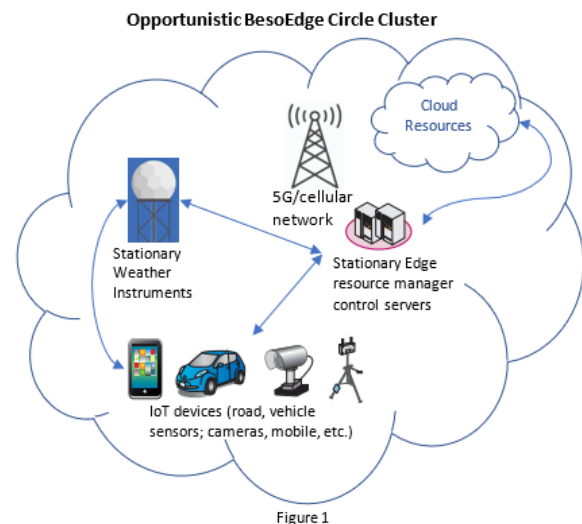 Opportunistic BesoEdge Circle Cluster
Cloud
Resources
5G/cellular
network
Stationary
Weather
Instruments
Stationary Edge
resource manager
control servers
IoT devices (road, vehicle
sensors; cameras, mobile, etc.)
Figure 1